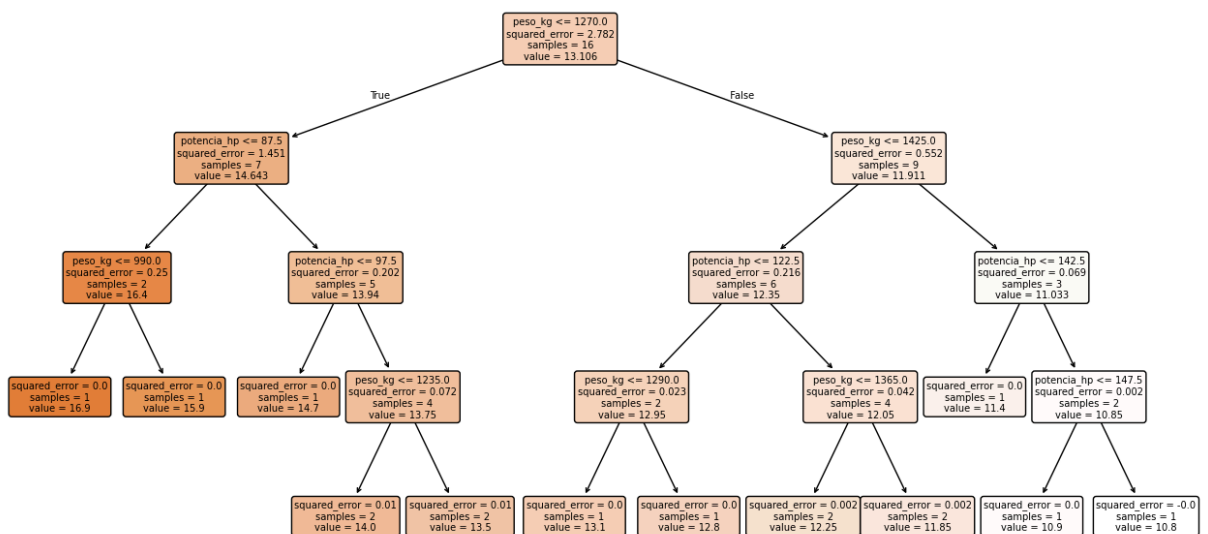 peso_kg <= 1270.0
squared_error = 2.782
samples = 16
value = 13.106
True
False
potencia_hp <= 87.5
squared_error = 1.451
samples = 7
value = 14.643
peso_kg <= 1425.0
squared_error = 0.552
samples = 9
value = 11.911
peso_kg <= 990.0
squared_error = 0.25
samples = 2
value = 16.4
potencia_hp <= 97.5
squared_error = 0.202
samples = 5
value = 13.94
potencia_hp <= 122.5
squared_error = 0.216
samples = 6
value = 12.35
potencia_hp <= 142.5
squared_error = 0.069
samples = 3
value = 11.033
squared_error = 0.0
samples = 1
value = 16.9
squared_error = 0.0
samples = 1
value = 15.9
squared_error = 0.0
samples = 1
value = 14.7
peso_kg <= 1235.0
squared_error = 0.072
samples = 4
value = 13.75
peso_kg <= 1290.0
squared_error = 0.023
samples = 2
value = 12.95
peso_kg <= 1365.0
squared_error = 0.042
samples = 4
value = 12.05
squared_error = 0.0
samples = 1
value = 11.4
potencia_hp <= 147.5
squared_error = 0.002
samples = 2
value = 10.85
squared_error = 0.01
samples = 2
value = 14.0
squared_error = 0.01
samples = 2
value = 13.5
squared_error = 0.0
samples = 1
value = 13.1
squared_error = 0.0
samples = 1
value = 12.8
squared_error = 0.002
samples = 2
value = 12.25
squared_error = 0.002
samples = 2
value = 11.85
squared_error = 0.0
samples = 1
value = 10.9
squared_error = -0.0
samples = 1
value = 10.8